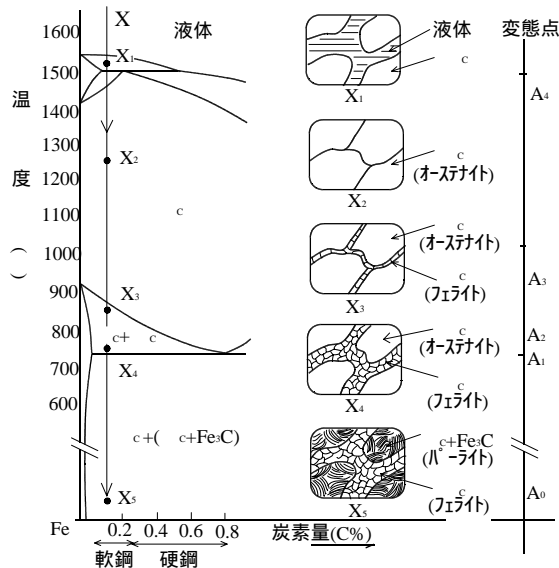 1600
1500
1400
1300
1200
1100
1000
900
800
700
600
温
度
( )
X
液体
X1
X2
c
X3
c+ c
X4
c+( c+Fe3C)
X5
Fe
0.2
0.4
0.6
0.8
炭素量(C%)
軟鋼
硬鋼
液体
c
X1
c
(オーステナイト)
X2
c
(オーステナイト)
c
(フェライト)
X3
c
(オーステナイト)
c
(フェライト)
X4
c+Fe3C
(パーライト)
c
(フェライト)
X5
変態点
A4
A3
A2
A1
A0